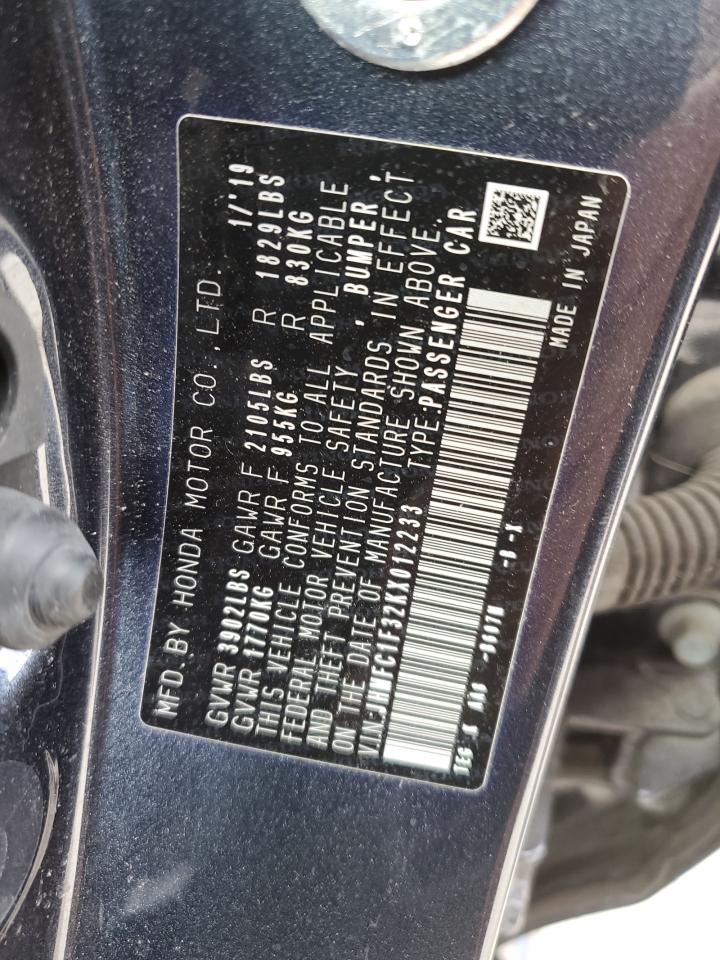 MFD. BY HONDA MOTOR CO., LTD. 1/'19
GVWR 3902LBS GAWR F 2105LBS R 1829LBS
GVWR 1770KG GAWR F 955KG R 830KG
THIS VEHICLE CONFORMS TO ALL APPLICABLE
FEDERAL MOTOR VEHICLE SAFETY , BUMPER ,
AND THEFT PREVENTION STANDARDS IN EFFECT
ON THE DATE OF MANUFACTURE SHOWN ABOVE.
VIN:JHMFC1F32KX012233 TYPE:PASSENGER CAR
MADE IN JAPAN